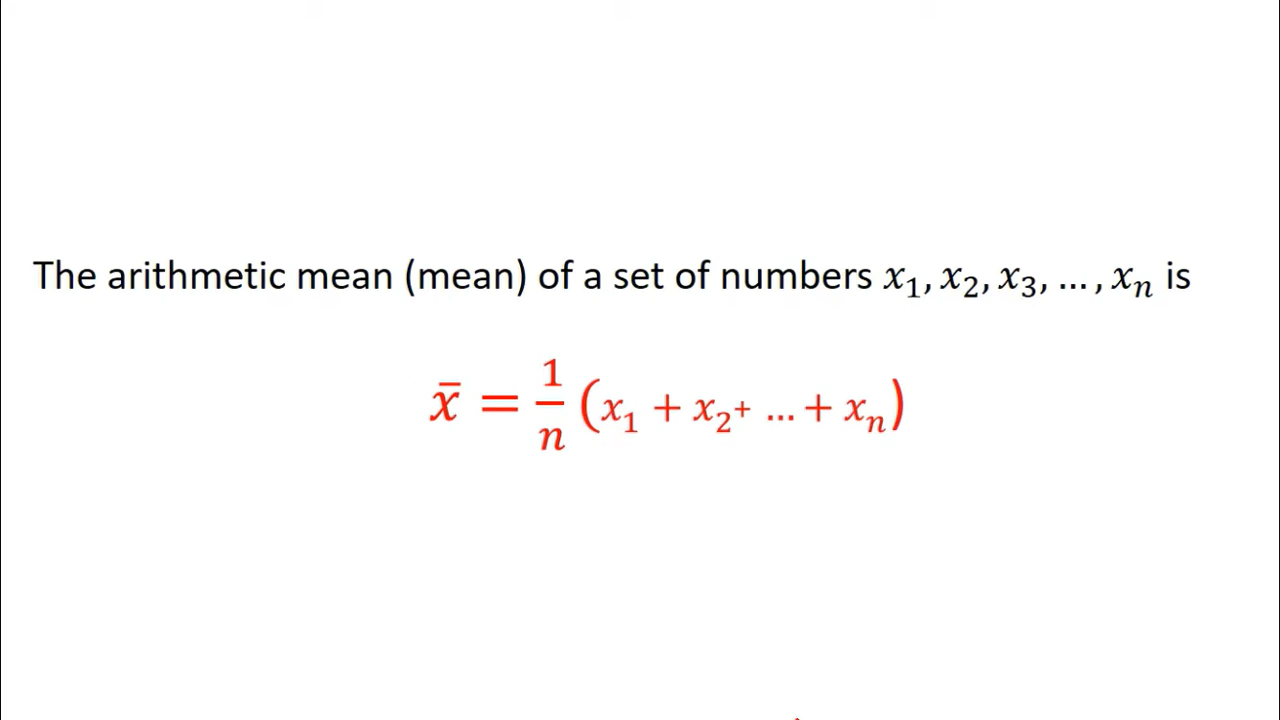 The arithmetic mean (mean) of a set of numbers x₁, x₂, x₃, … , xₙ is
x̄ = 1/n (x₁ + x₂+ … + xₙ)